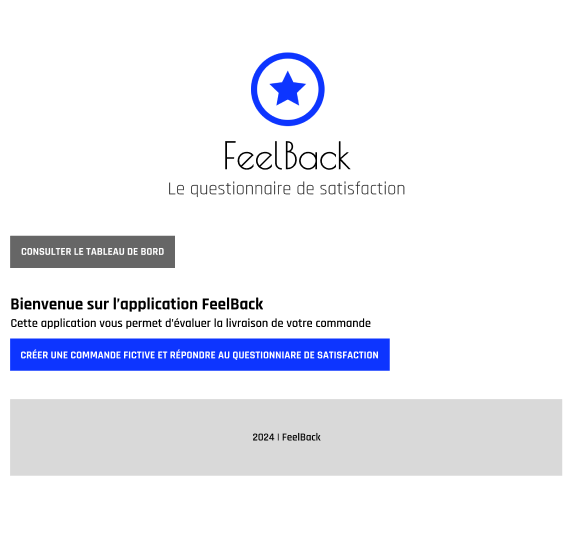 FeelBack
Le questionnaire de satisfaction
CONSULTER LE TABLEAU DE BORD
Bienvenue sur l'application FeelBack
Cette application vous permet d'évaluer la livraison de votre commande
CRÉER UNE COMMANDE FICTIVE ET RÉPONDRE AU QUESTIONNIARE DE SATISFACTION
2024 | FeelBack